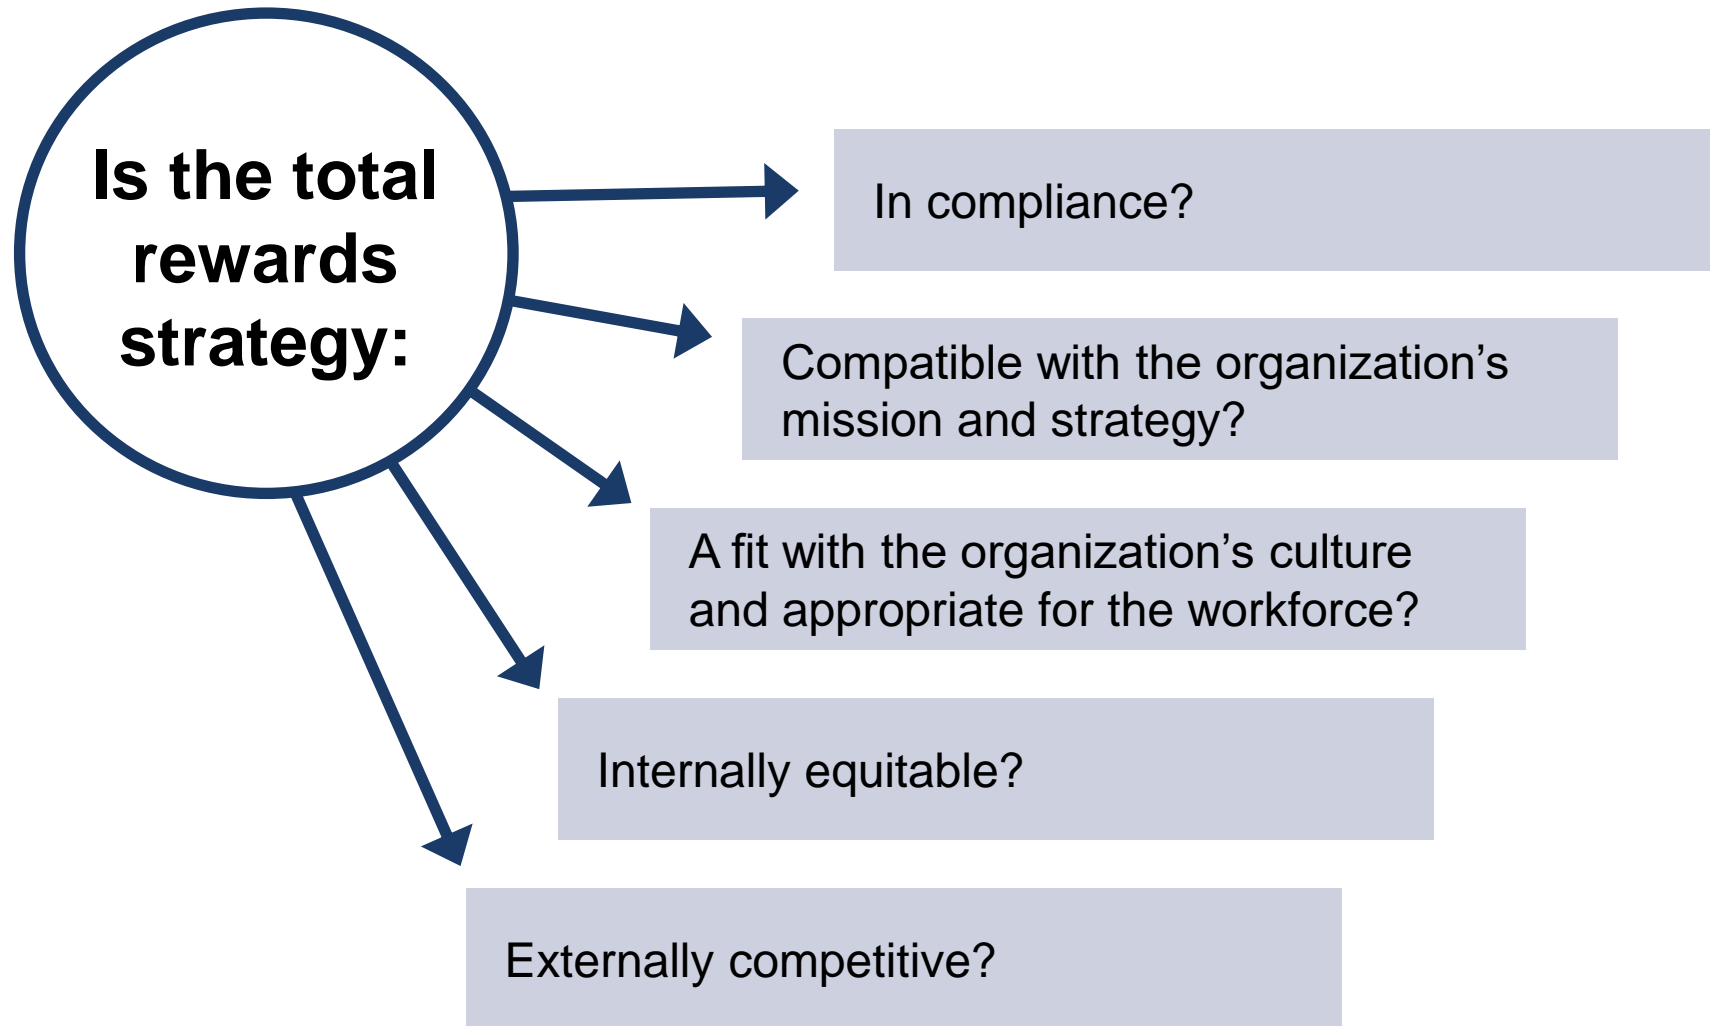 Is the total
rewards
strategy:
In compliance?
Compatible with the organization’s
mission and strategy?
A fit with the organization’s culture
and appropriate for the workforce?
Internally equitable?
Externally competitive?